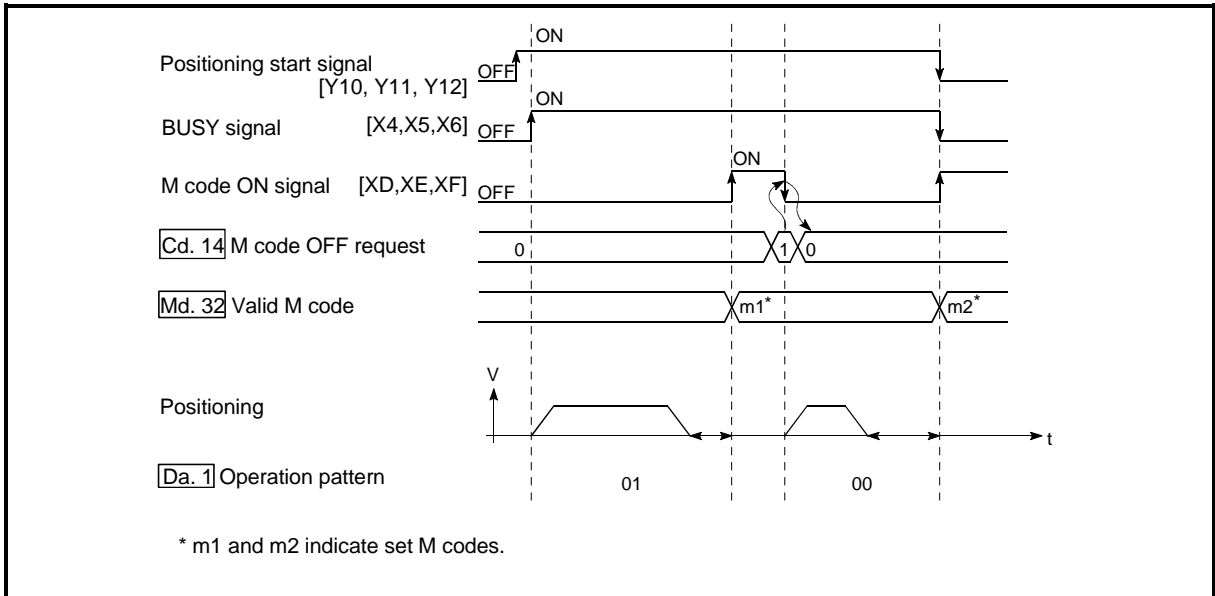 ON
Positioning start signal
OFF
[Y10, Y11, Y12]
ON
BUSY signal [X4,X5,X6] OFF
ON
M code ON signal [XD,XE,XF] OFF
Cd. 14 M code OFF request 0 1 0
Md. 32 Valid M code m1* m2*
V
Positioning
t
Da. 1 Operation pattern 01 00
* m1 and m2 indicate set M codes.